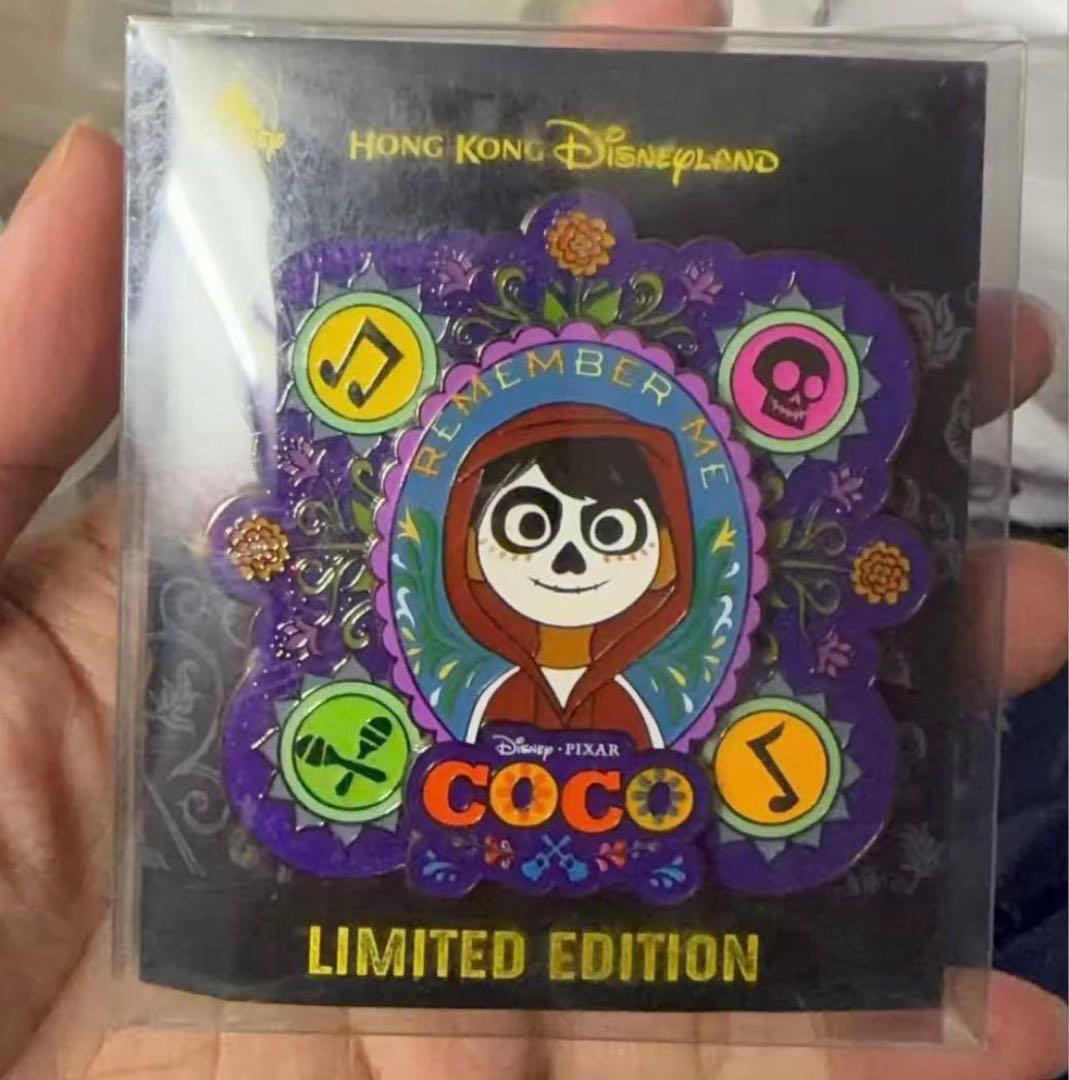 HONG KONG DISNEYLAND
REMEMBER ME
DISNEY · PIXAR
COCO
LIMITED EDITION